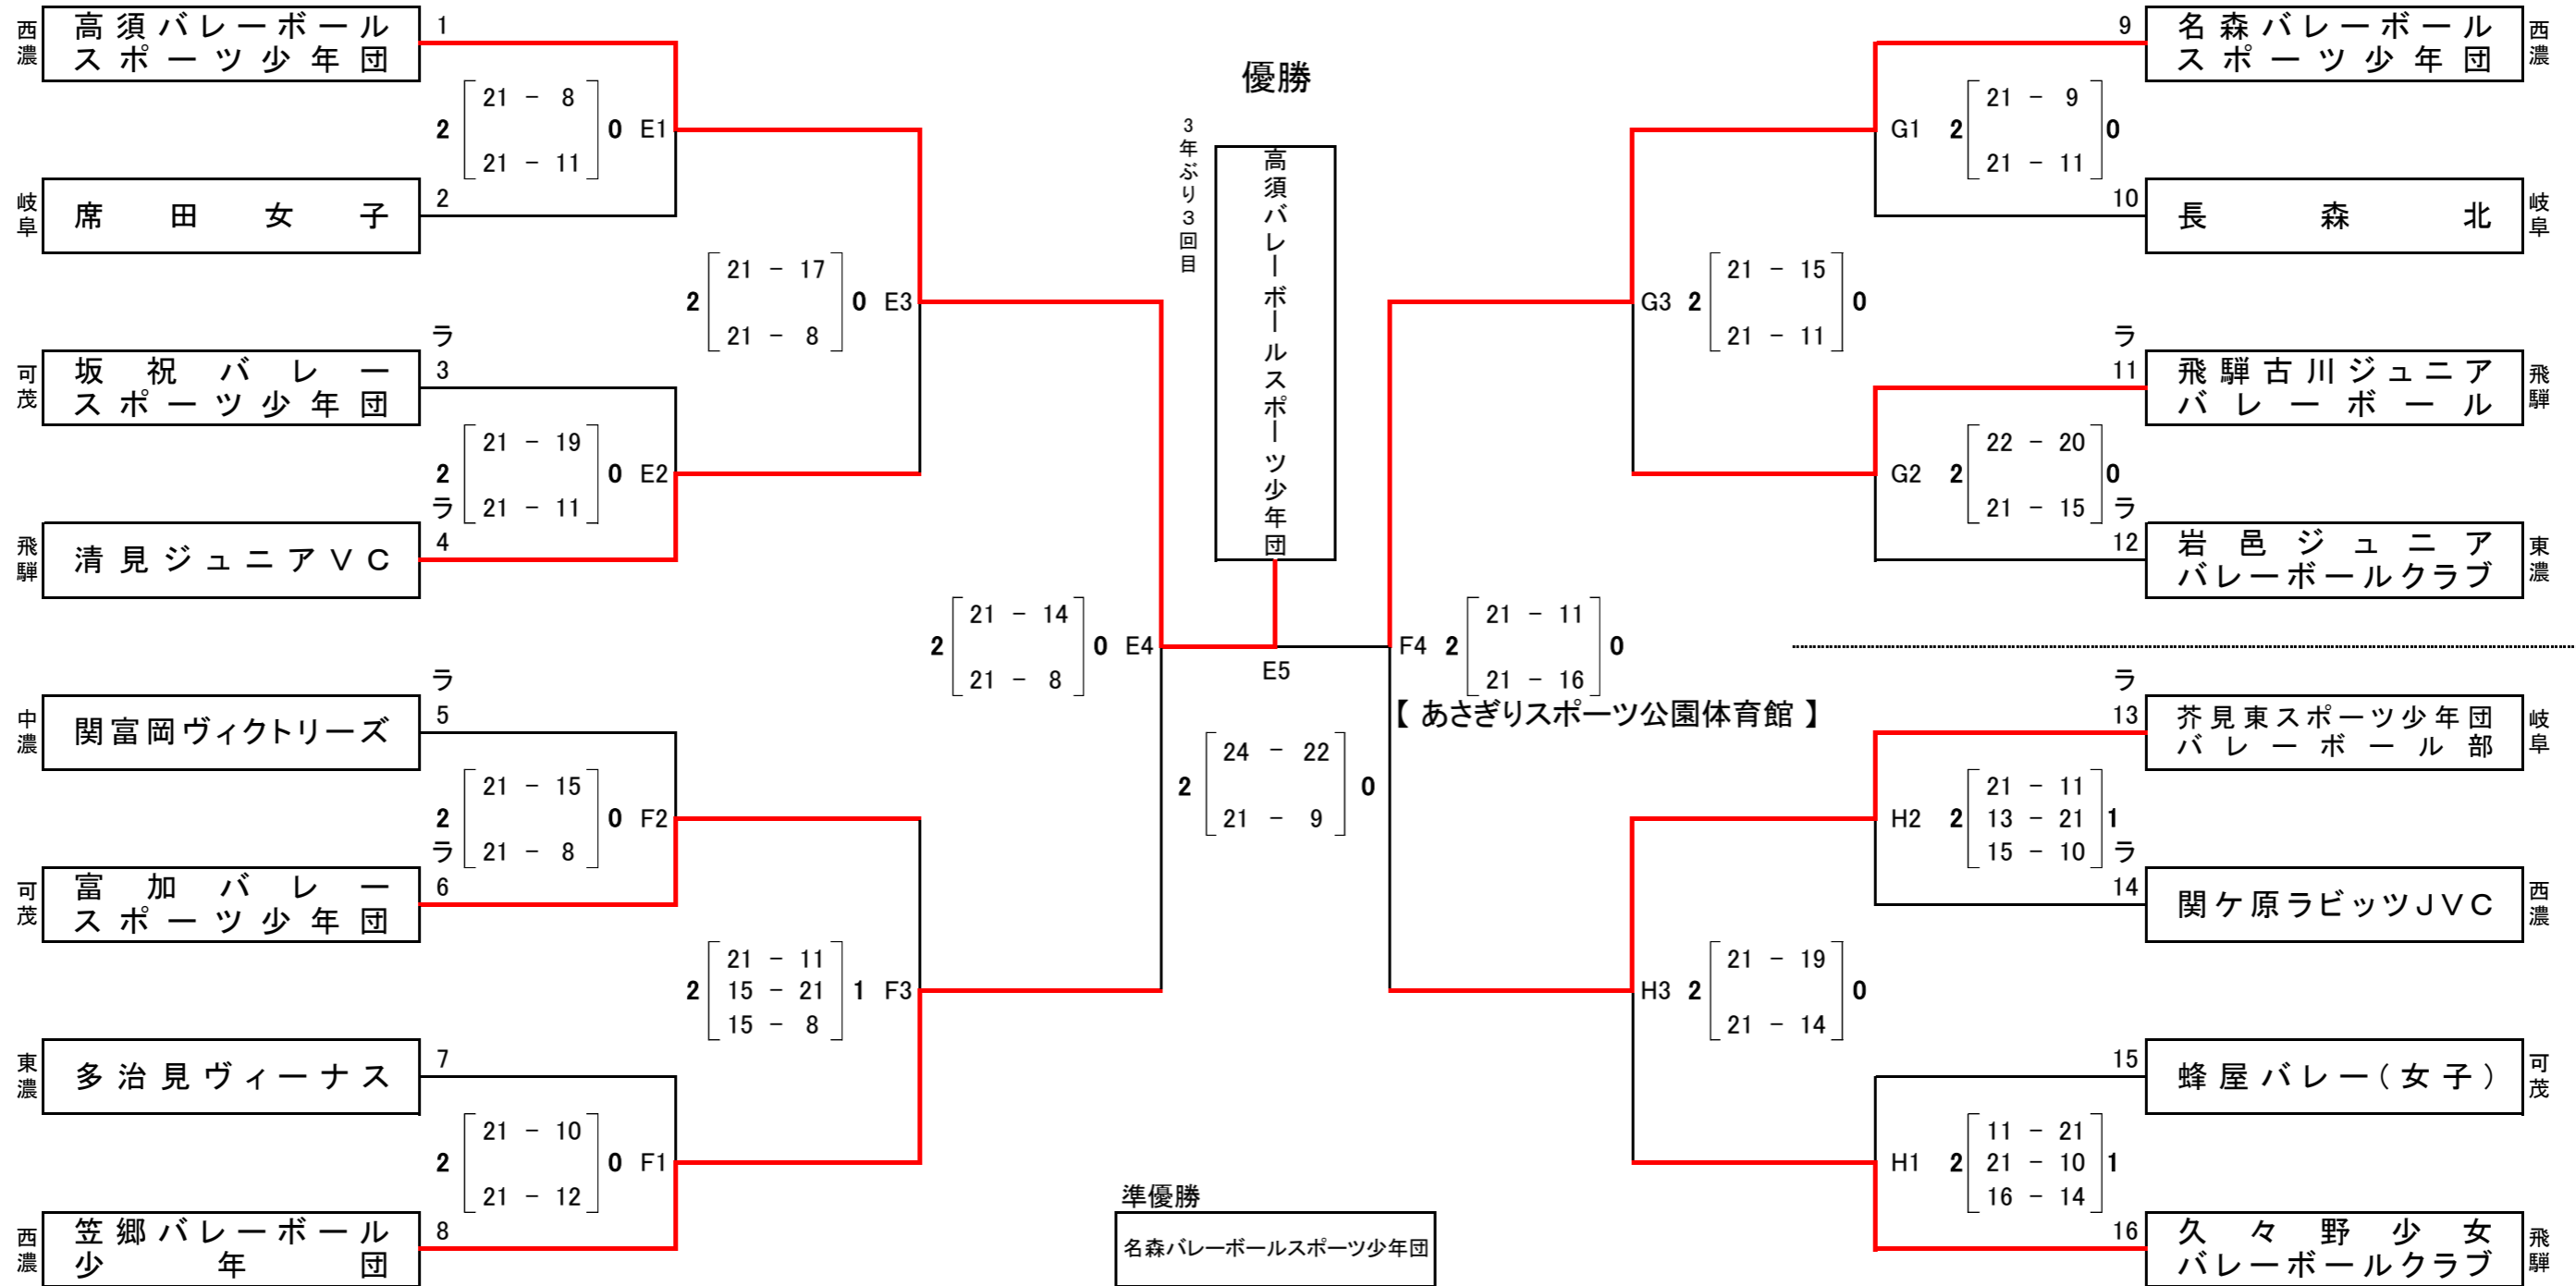 西濃
高須バレーボール
スポーツ少年団
1
2
21 - 8
21 - 11
0
E1
岐阜
席田女子
2
2
21 - 17
21 - 8
0
E3
可茂
坂祝バレー
スポーツ少年団
ラ
3
2
21 - 19
21 - 11
0
E2
飛騨
清見ジュニアＶＣ
ラ
4
2
21 - 14
21 - 8
0
E4
中濃
関富岡ヴィクトリーズ
ラ
5
2
21 - 15
21 - 8
0
F2
可茂
富加バレー
スポーツ少年団
ラ
6
2
21 - 11
15 - 21
15 - 8
1
F3
東濃
多治見ヴィーナス
7
2
21 - 10
21 - 12
0
F1
西濃
笠郷バレーボール
少年団
8
優勝
3年ぶり3回目
高須バレーボールスポーツ少年団
E5
2
24 - 22
21 - 9
0
【 あさぎりスポーツ公園体育館 】
準優勝
名森バレーボールスポーツ少年団
9
名森バレーボール
スポーツ少年団
西濃
G1
2
21 - 9
21 - 11
0
10
長森北
岐阜
G3
2
21 - 15
21 - 11
0
ラ
11
飛騨古川ジュニア
バレーボール
飛騨
G2
2
22 - 20
21 - 15
0
ラ
12
岩邑ジュニア
バレーボールクラブ
東濃
F4
2
21 - 11
21 - 16
0
ラ
13
芥見東スポーツ少年団
バレーボール部
岐阜
H2
2
21 - 11
13 - 21
15 - 10
1
ラ
14
関ケ原ラビッツＪＶＣ
西濃
H3
2
21 - 19
21 - 14
0
15
蜂屋バレー(女子)
可茂
H1
2
11 - 21
21 - 10
16 - 14
1
16
久々野少女
バレーボールクラブ
飛騨